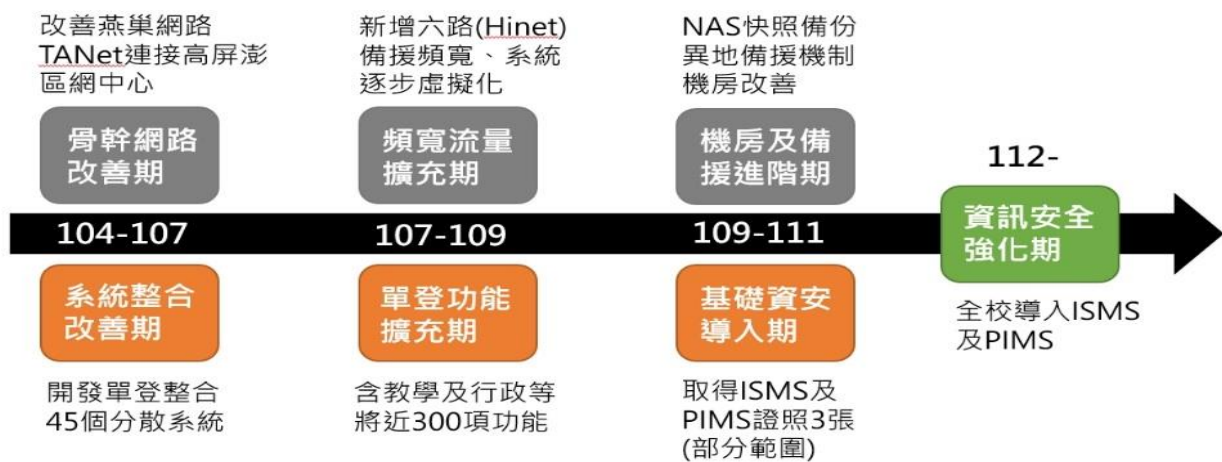 改善燕巢網路
TANet連接高屏澎
區網中心
新增六路(Hinet)
備援頻寬、系統
逐步虛擬化
NAS快照備份
異地備援機制
機房改善
骨幹網路
改善期
頻寬流量
擴充期
機房及備
援進階期
112-
104-107
107-109
109-111
資訊安全
強化期
系統整合
改善期
單登功能
擴充期
基礎資安
導入期
全校導入ISMS
及PIMS
開發單登整合
45個分散系統
含教學及行政等
將近300項功能
取得ISMS及
PIMS證照3張
(部分範圍)